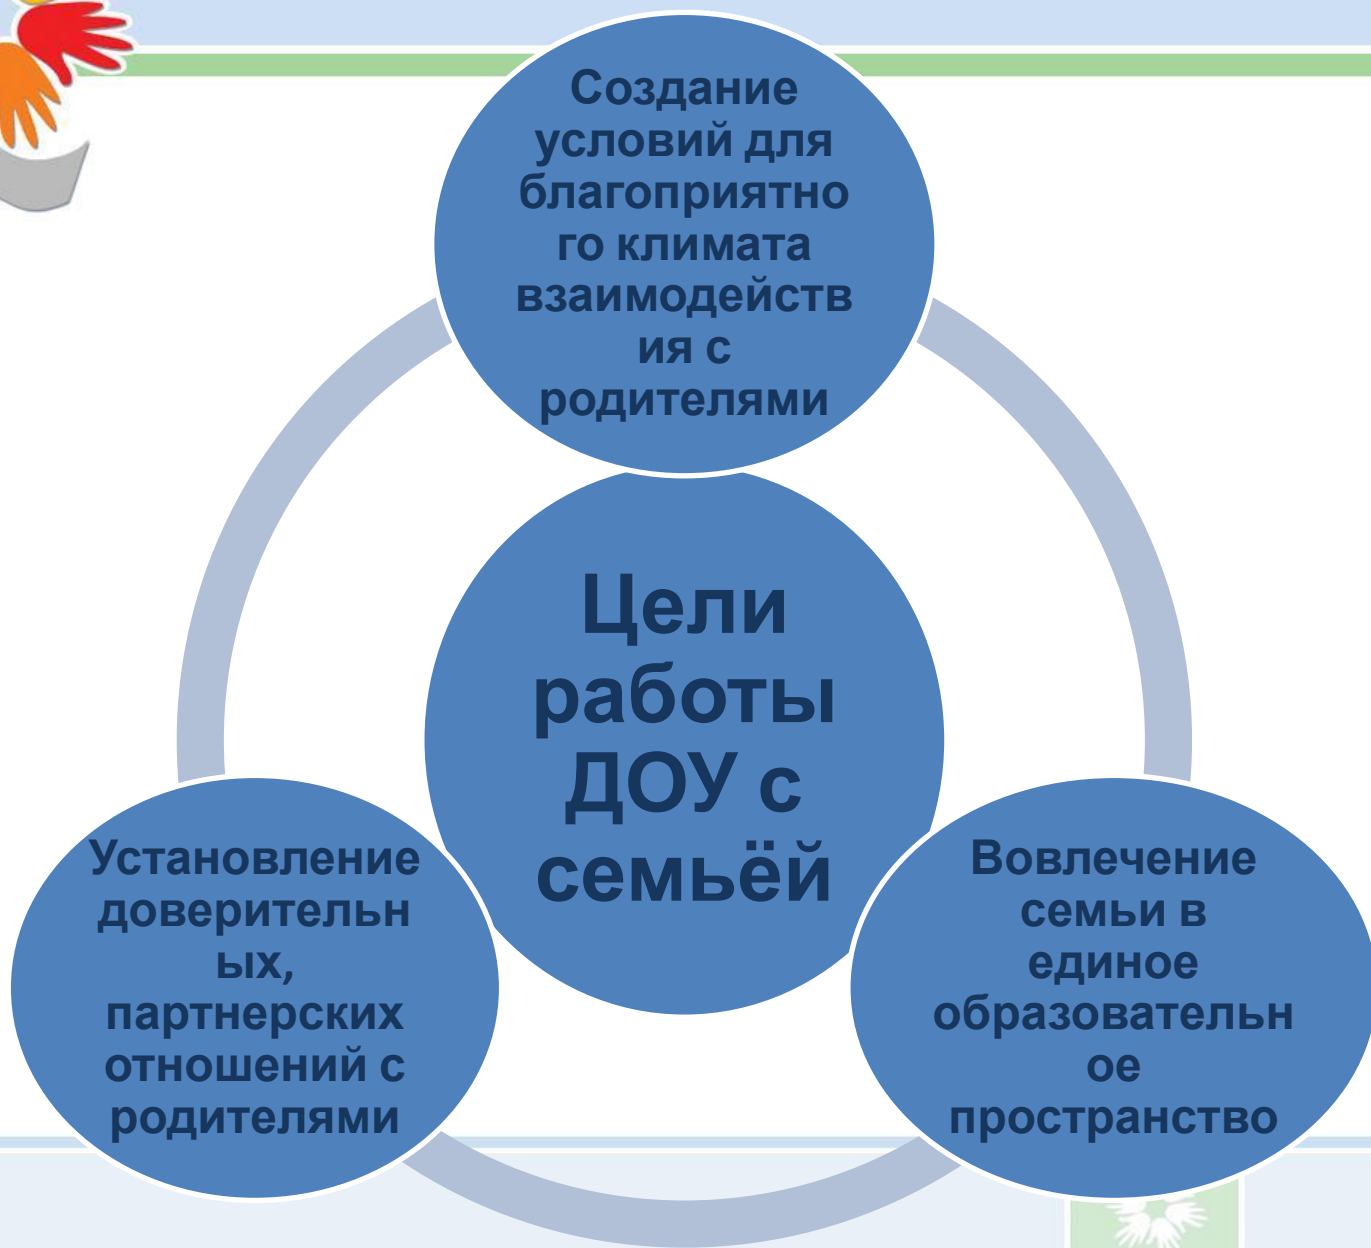 Создание
условий для
благоприятно
го климата
взаимодейств
ия с
родителями
Цели
работы
ДОУ с
семьёй
Установление
доверительн
ых,
партнерских
отношений с
родителями
Вовлечение
семьи в
единое
образовательн
ое
пространство